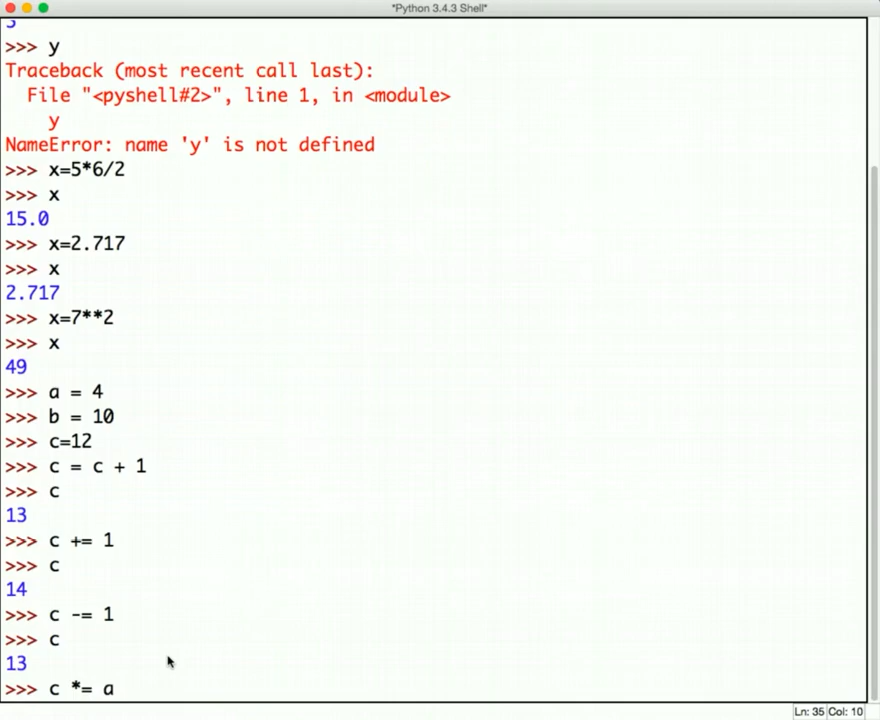 *Python 3.4.3 Shell*
3
>>> y
Traceback (most recent call last):
  File "<pyshell#2>", line 1, in <module>
    y
NameError: name 'y' is not defined
>>> x=5*6/2
>>> x
15.0
>>> x=2.717
>>> x
2.717
>>> x=7**2
>>> x
49
>>> a = 4
>>> b = 10
>>> c=12
>>> c = c + 1
>>> c
13
>>> c += 1
>>> c
14
>>> c -= 1
>>> c
13
>>> c *= a
Ln: 35 Col: 10